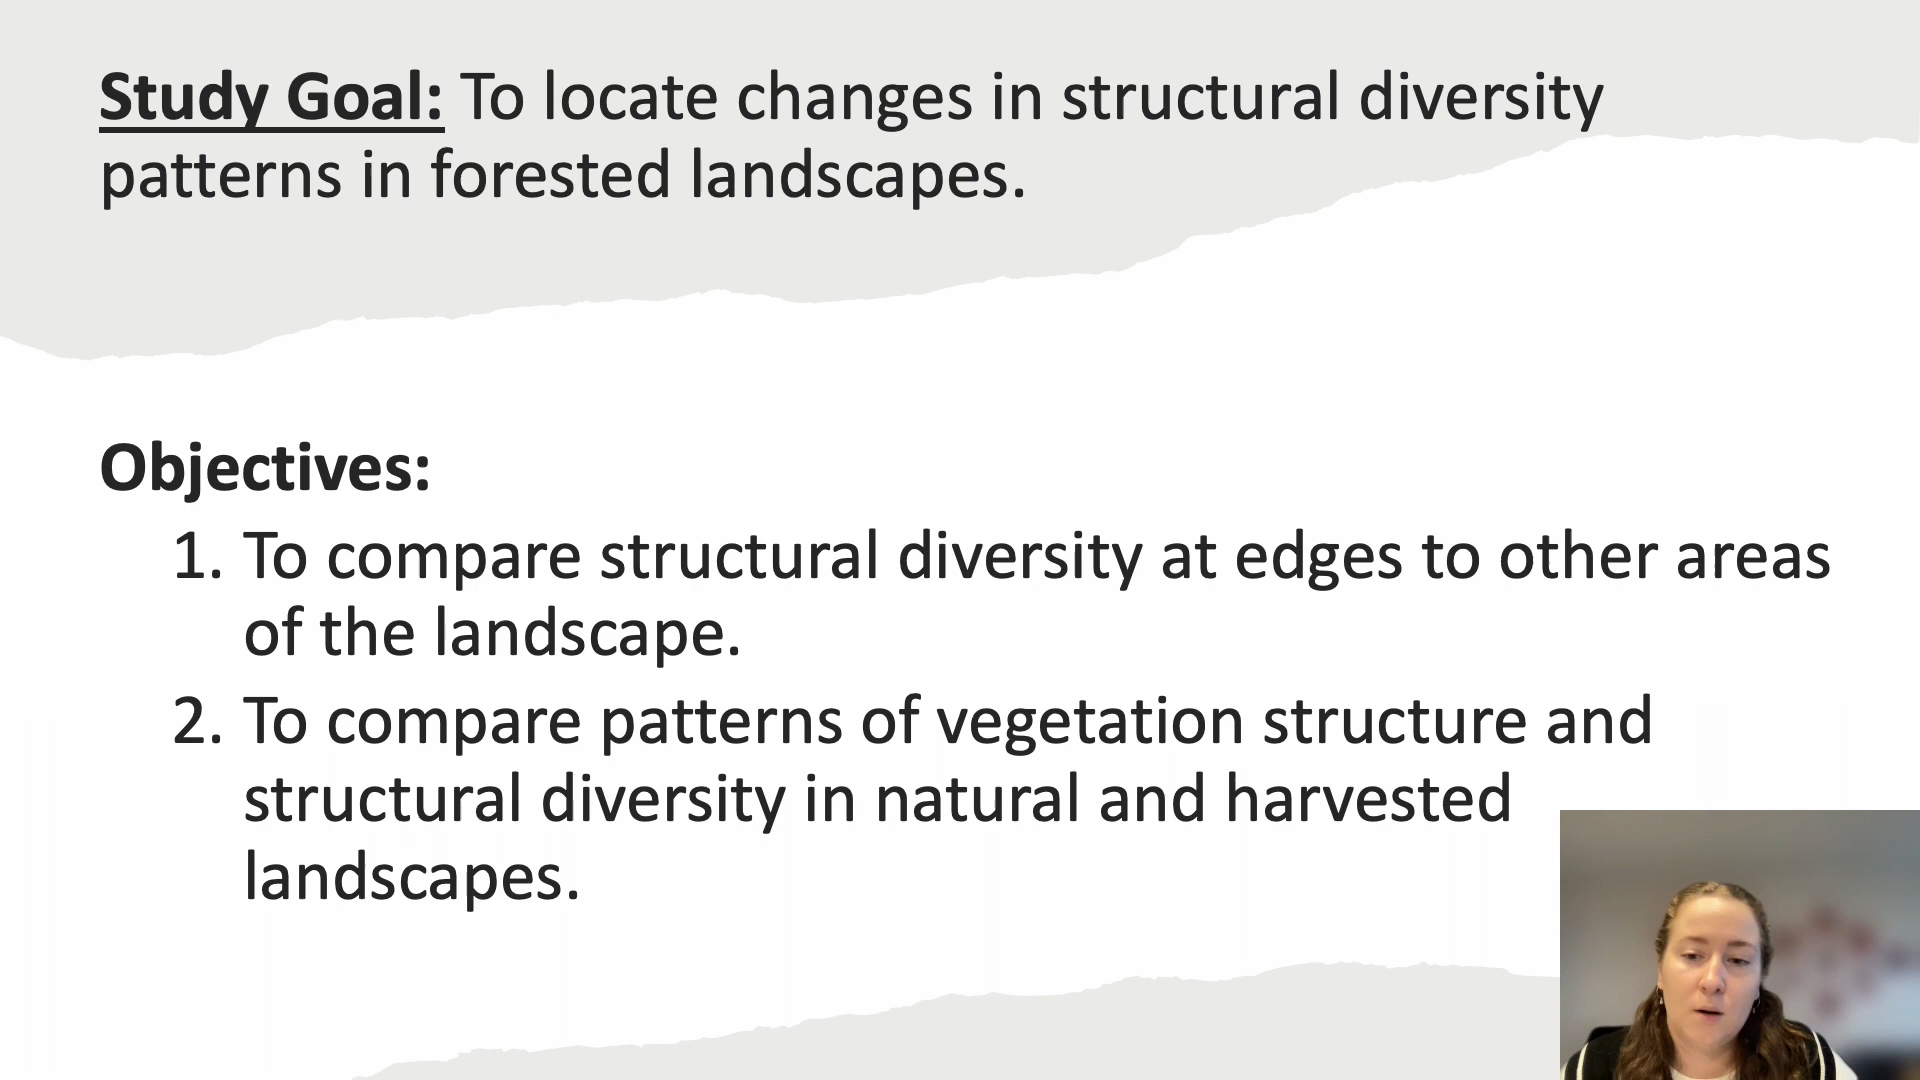 Study Goal: To locate changes in structural diversity
patterns in forested landscapes.
Objectives:
1. To compare structural diversity at edges to other areas
of the landscape.
2. To compare patterns of vegetation structure and
structural diversity in natural and harvested
landscapes.